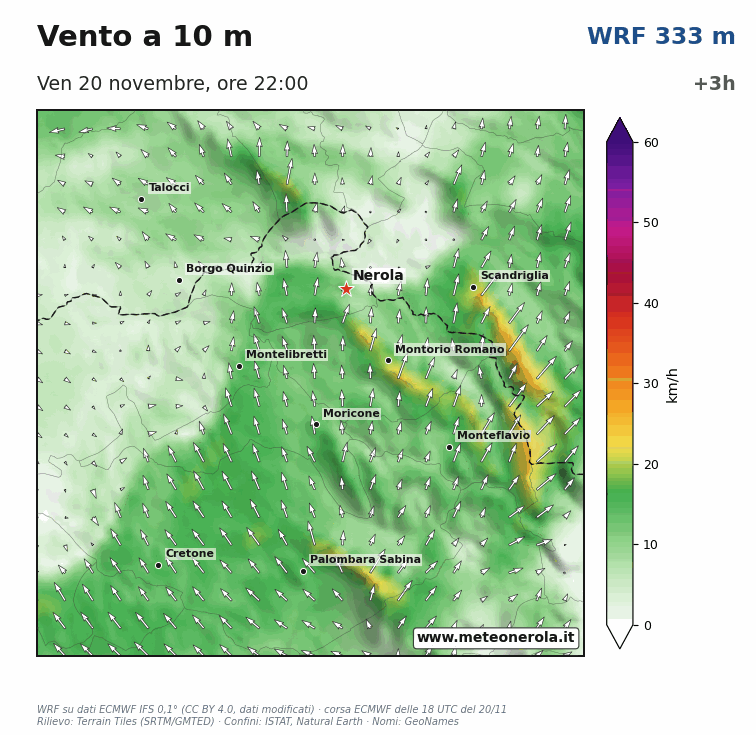 Vento a 10 m
WRF 333 m
Ven 20 novembre, ore 22:00
+3h
Talocci
Borgo Quinzio
Nerola
Scandriglia
Montelibretti
Montorio Romano
Moricone
Monteflavio
Cretone
Palombara Sabina
www.meteonerola.it
60
50
40
30
20
10
0
km/h
WRF su dati ECMWF IFS 0,1° (CC BY 4.0, dati modificati) · corsa ECMWF delle 18 UTC del 20/11
Rilievo: Terrain Tiles (SRTM/GMTED) · Confini: ISTAT, Natural Earth · Nomi: GeoNames